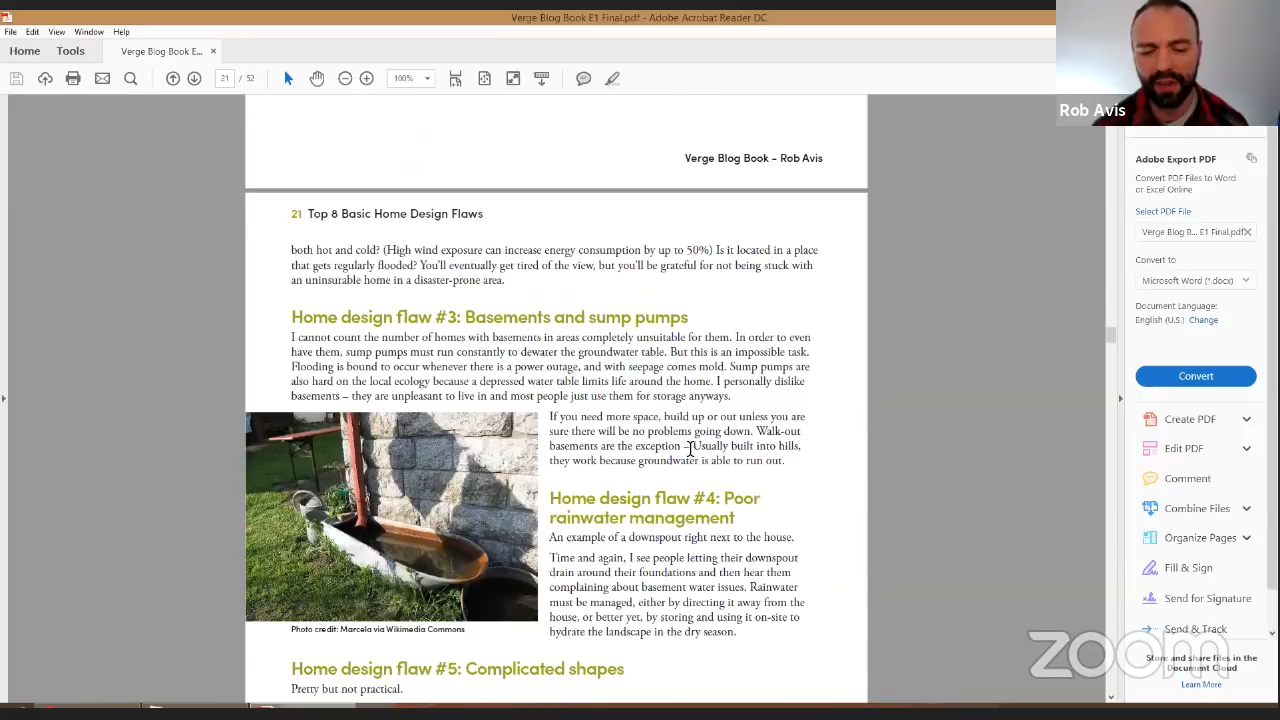 Verge Blog Book E1 Final.pdf - Adobe Acrobat Reader DC
File Edit View Window Help
Home Tools Verge Blog Book E... ×
21 / 52 100%
Rob Avis
Verge Blog Book – Rob Avis
21 Top 8 Basic Home Design Flaws
both hot and cold? (High wind exposure can increase energy consumption by up to 50%) Is it located in a place
that gets regularly flooded? You'll eventually get tired of the view, but you'll be grateful for not being stuck with
an uninsurable home in a disaster-prone area.
Home design flaw #3: Basements and sump pumps
I cannot count the number of homes with basements in areas completely unsuitable for them. In order to even
have them, sump pumps must run constantly to dewater the groundwater table. But this is an impossible task.
Flooding is bound to occur whenever there is a power outage, and with seepage comes mold. Sump pumps are
also hard on the local ecology because a depressed water table limits life around the home. I personally dislike
basements – they are unpleasant to live in and most people just use them for storage anyways.
If you need more space, build up or out unless you are
sure there will be no problems going down. Walk-out
basements are the exception – Usually built into hills,
they work because groundwater is able to run out.
Home design flaw #4: Poor
rainwater management
An example of a downspout right next to the house.
Time and again, I see people letting their downspout
drain around their foundations and then hear them
complaining about basement water issues. Rainwater
must be managed, either by directing it away from the
house, or better yet, by storing and using it on-site to
hydrate the landscape in the dry season.
Photo credit: Marcela via Wikimedia Commons
Home design flaw #5: Complicated shapes
Pretty but not practical.
Adobe Export PDF
Convert PDF Files to Word
or Excel Online
Select PDF File
Verge Blog B... E1 Final.pdf ×
Convert to
Microsoft Word (*.docx)
Document Language:
English (U.S.) Change
Convert
Create PDF
Edit PDF
Comment
Combine Files
Organize Pages
Fill & Sign
Send for Signature
Send & Track
Store and share files in the
Document Cloud
Learn More
zoom